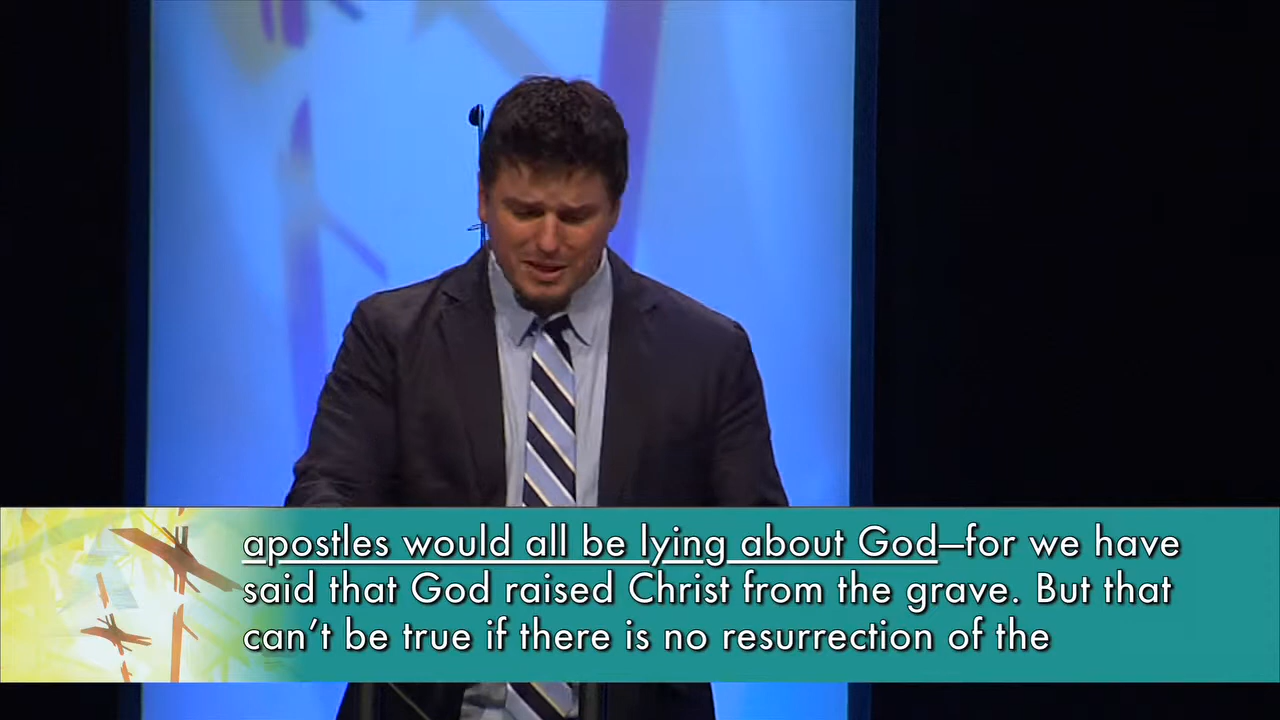 apostles would all be lying about God—for we have
said that God raised Christ from the grave. But that
can’t be true if there is no resurrection of the